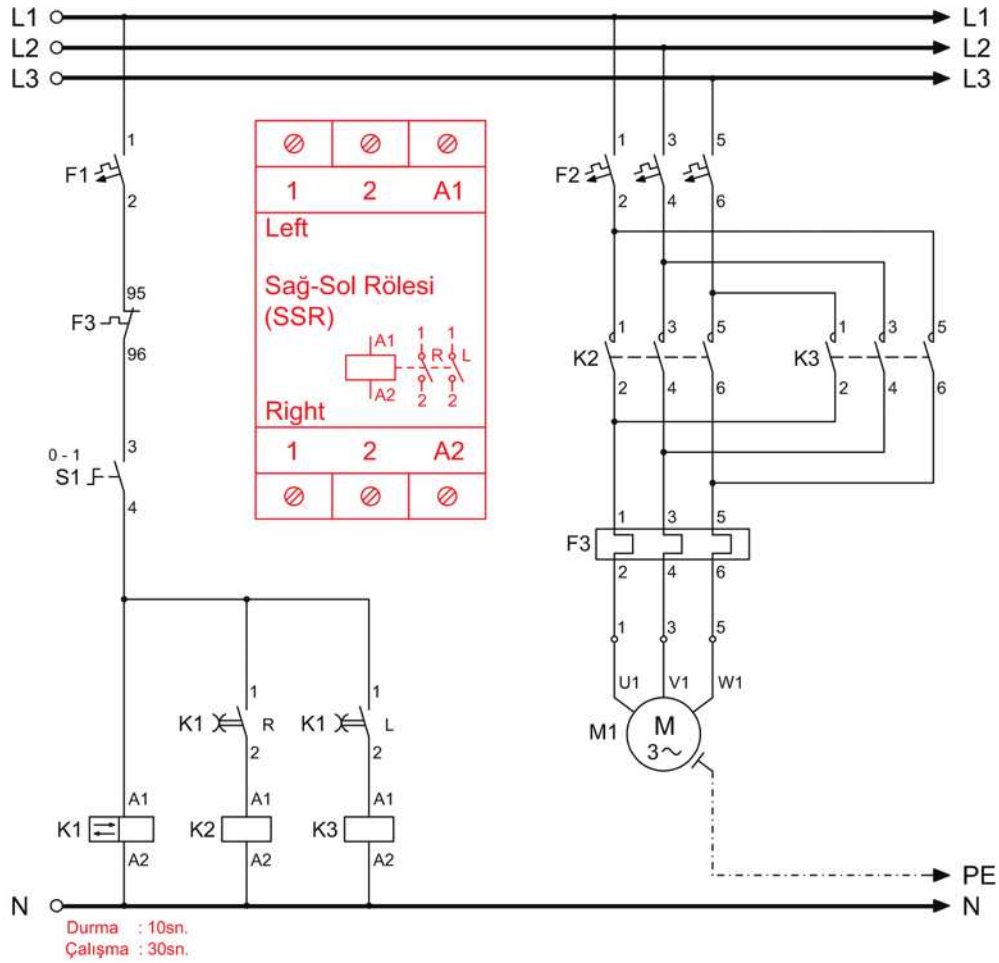 L1 L1
L2 L2
L3 L3
1
F1
2
95
F3
96
0 - 1
3
S1
4
1 2 A1
Left
Sağ-Sol Rölesi
(SSR)
A1 1 1
R L
A2 2 2
Right
1 2 A2
1 3 5
F2
2 4 6
1 3 5 1 3 5
K2 K3
2 4 6 2 4 6
1 3 5
F3
2 4 6
1 3 5
U1 V1 W1
M1 M
3~
1 1
K1 R K1 L
2 2
A1 A1 A1
K1 K2 K3
A2 A2 A2
PE
N N
Durma : 10sn.
Çalışma : 30sn.